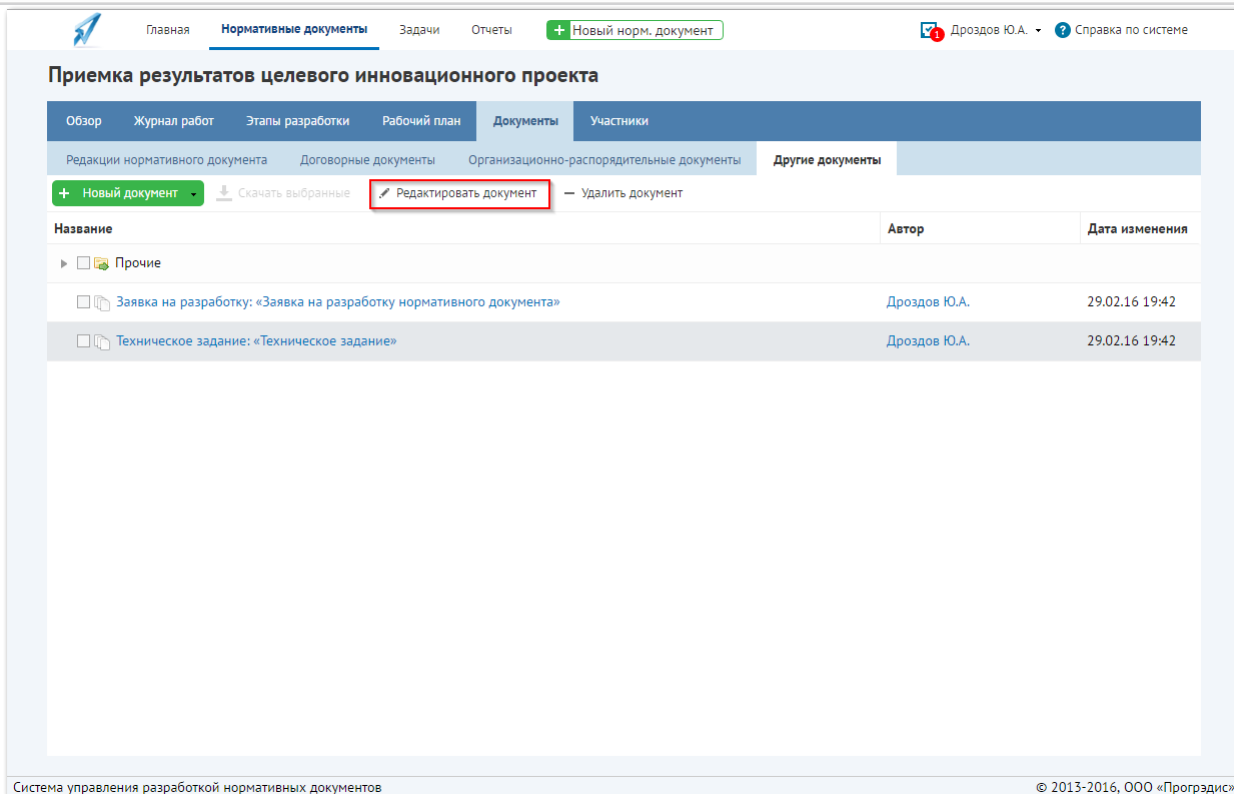 Главная Нормативные документы Задачи Отчеты + Новый норм. документ 1 Дроздов Ю.А. ? Справка по системе
Приемка результатов целевого инновационного проекта
Обзор Журнал работ Этапы разработки Рабочий план Документы Участники
Редакции нормативного документа Договорные документы Организационно-распорядительные документы Другие документы
+ Новый документ Скачать выбранные Редактировать документ — Удалить документ
Название Автор Дата изменения
Прочие
Заявка на разработку: «Заявка на разработку нормативного документа» Дроздов Ю.А. 29.02.16 19:42
Техническое задание: «Техническое задание» Дроздов Ю.А. 29.02.16 19:42
Система управления разработкой нормативных документов © 2013-2016, ООО «Прогрэдис»